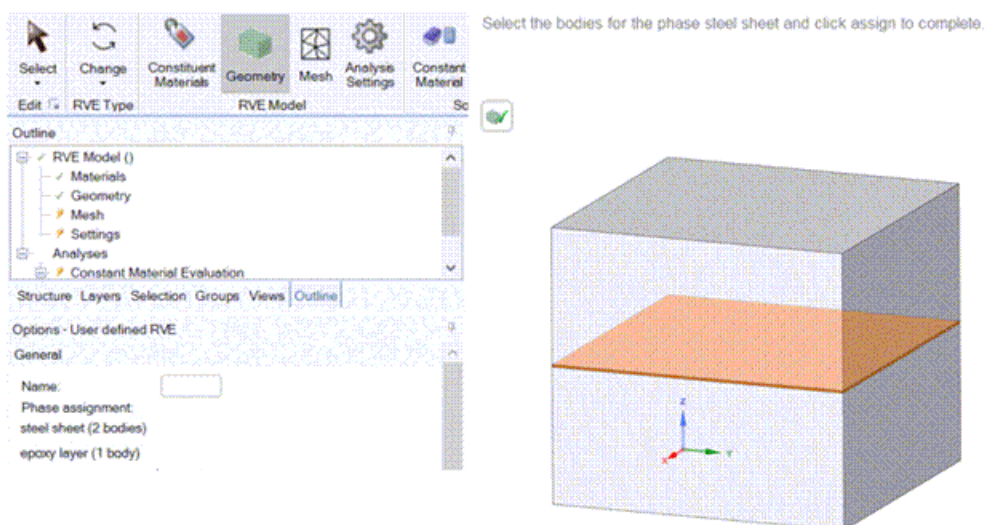 Select the bodies for the phase steel sheet and click assign to complete.
Select Change Constituent Materials Geometry Mesh Analysis Settings Constant Material
Edit RVE Type RVE Model Sc
Outline
RVE Model ()
Materials
Geometry
Mesh
Settings
Analyses
Constant Material Evaluation
Structure Layers Selection Groups Views Outline
Options - User defined RVE
General
Name:
Phase assignment:
steel sheet (2 bodies)
epoxy layer (1 body)
Z
X
Y